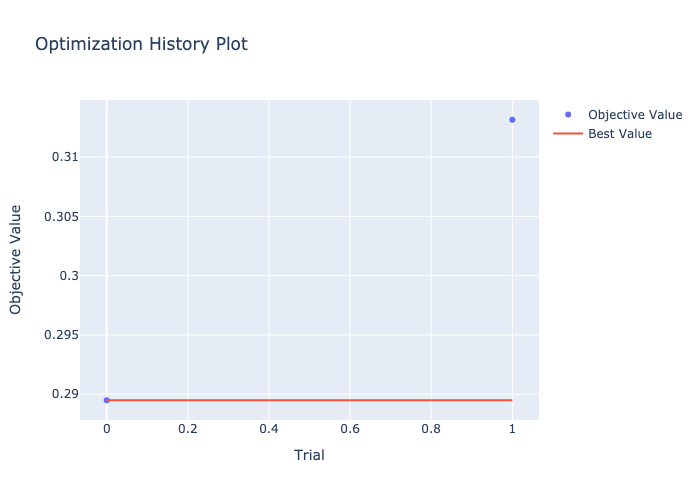 Optimization History Plot
Objective Value
Best Value
0.31
0.305
0.3
0.295
0.29
Objective Value
0
0.2
0.4
0.6
0.8
1
Trial